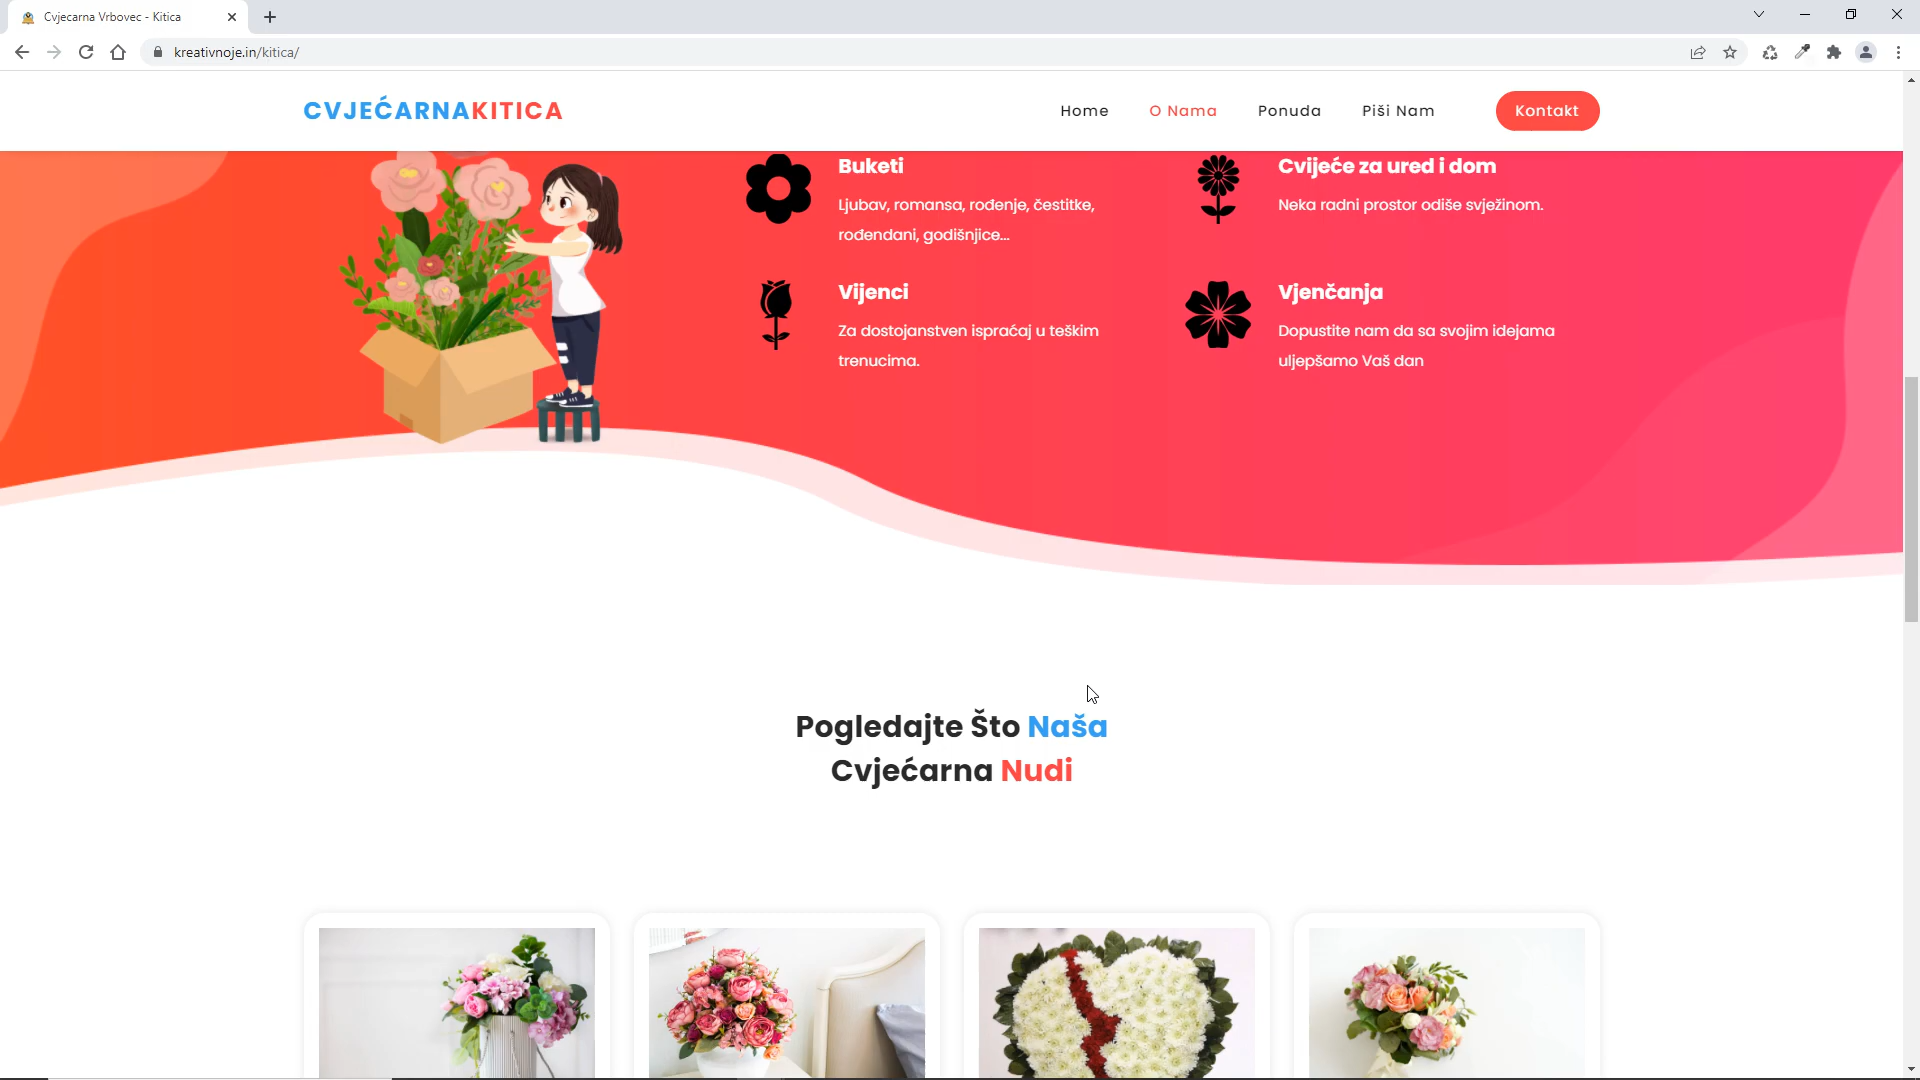 Cvjecarna Vrbovec - Kitica
kreativnoje.in/kitica/
CVJEĆARNAKITICA
Home
O Nama
Ponuda
Piši Nam
Kontakt
Buketi
Ljubav, romansa, rođenje, čestitke,
rođendani, godišnjice...
Cvijeće za ured i dom
Neka radni prostor odiše svježinom.
Vijenci
Za dostojanstven ispraćaj u teškim
trenucima.
Vjenčanja
Dopustite nam da sa svojim idejama
uljepšamo Vaš dan
Pogledajte Što Naša
Cvjećarna Nudi